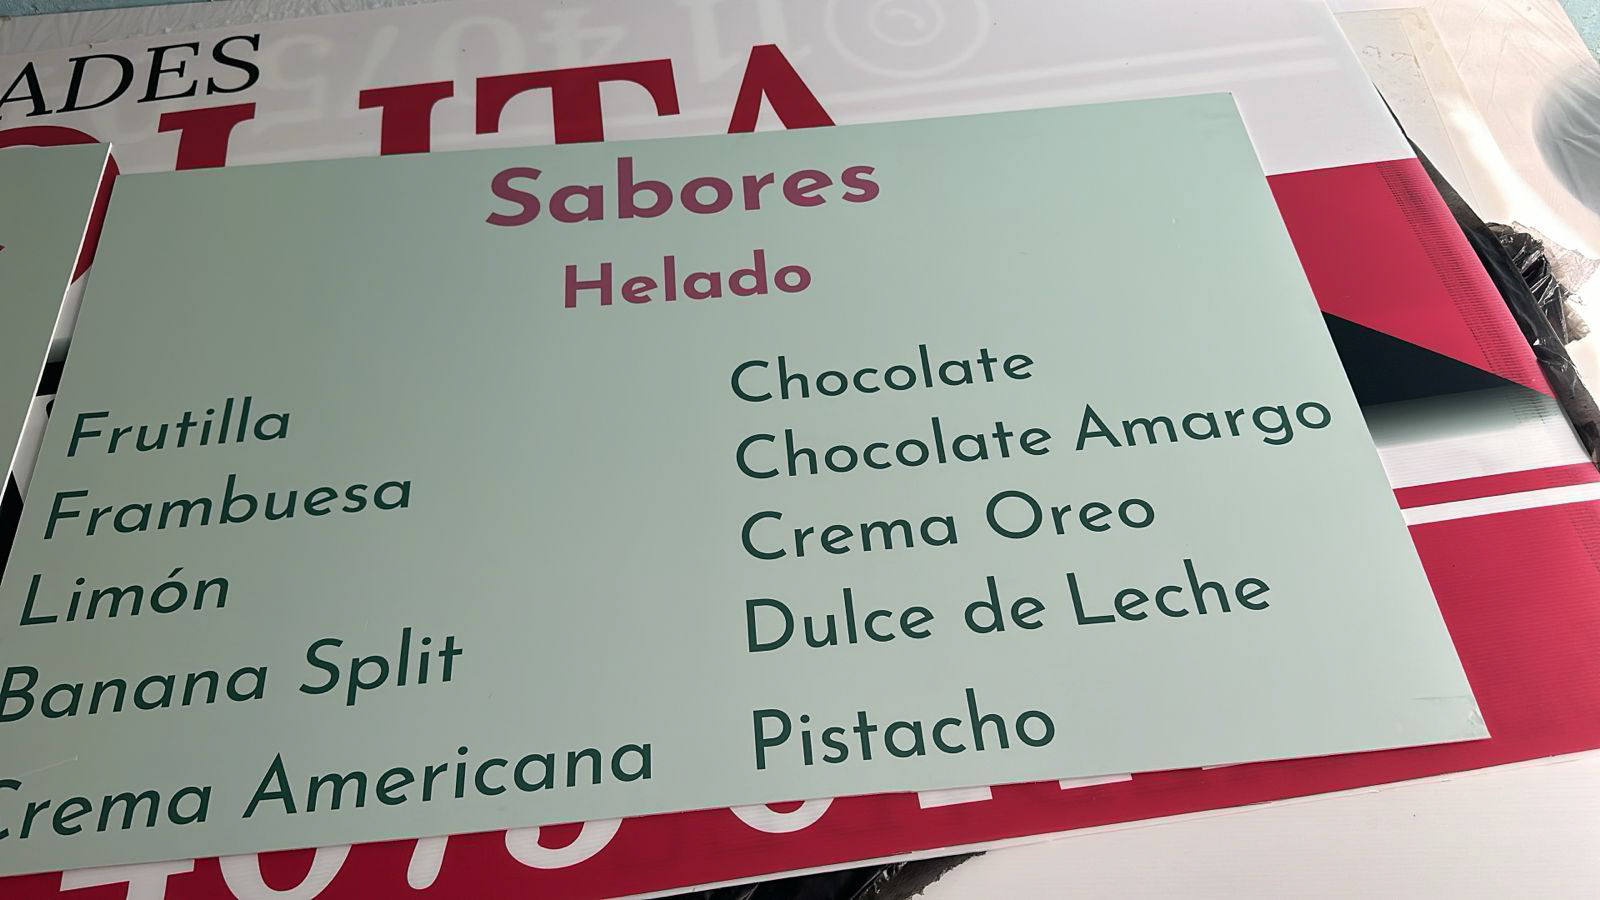 ADES
Sabores
Helado
Frutilla
Frambuesa
Limón
Banana Split
Crema Americana
Chocolate
Chocolate Amargo
Crema Oreo
Dulce de Leche
Pistacho